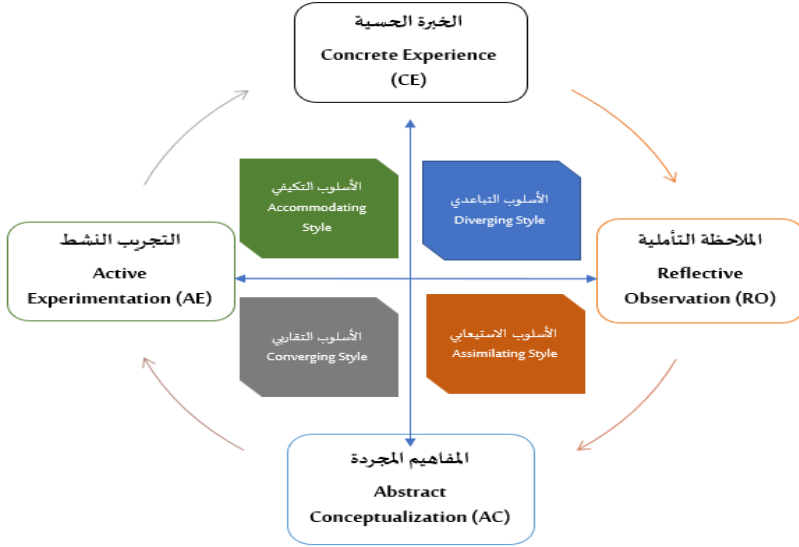 الخبرة الحسية
Concrete Experience
(CE)
الأسلوب التكيفي
Accommodating
Style
الأسلوب التباعدي
Diverging Style
التجريب النشط
Active
Experimentation (AE)
الملاحظة التأملية
Reflective
Observation (RO)
الأسلوب التقاربي
Converging Style
الأسلوب الاستيعابي
Assimilating Style
المفاهيم المجردة
Abstract
Conceptualization (AC)